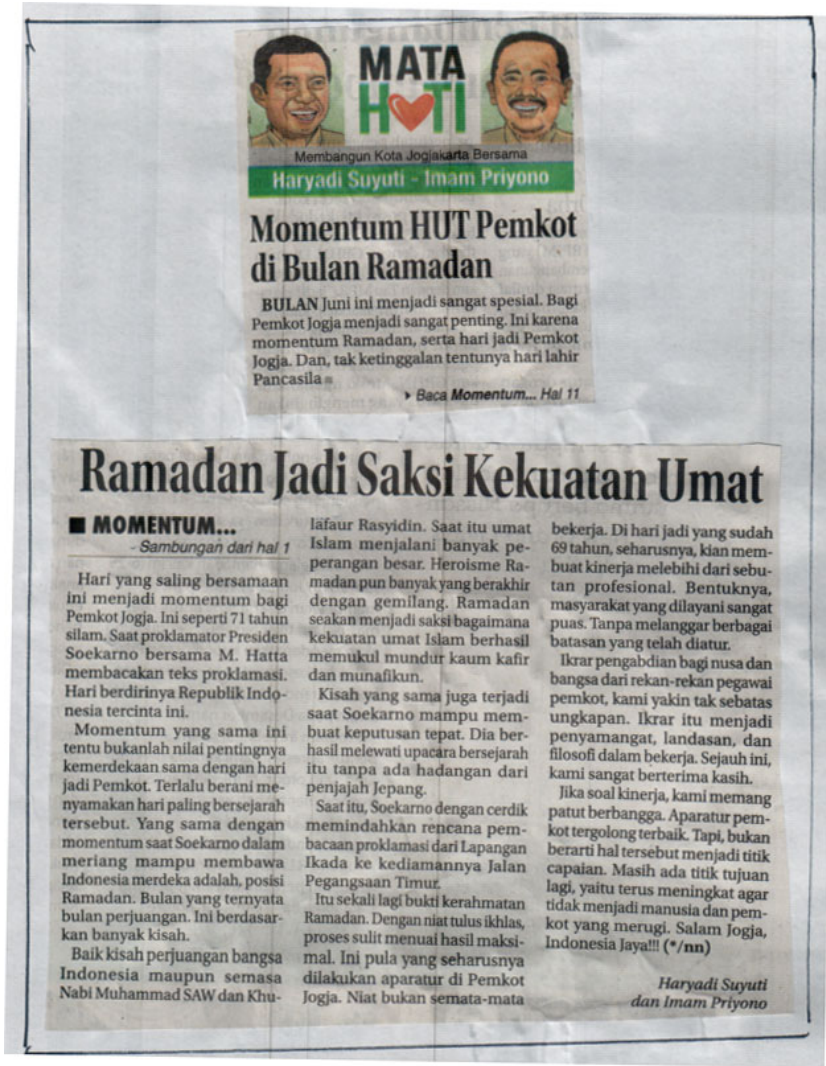 MATA
HATI
Membangun Kota Jogjakarta Bersama
Haryadi Suyuti - Imam Priyono
Momentum HUT Pemkot
di Bulan Ramadan
BULAN Juni ini menjadi sangat spesial. Bagi
Pemkot Jogja menjadi sangat penting. Ini karena
momentum Ramadan, serta hari jadi Pemkot
Jogja. Dan, tak ketinggalan tentunya hari lahir
Pancasila
Baca Momentum... Hal 11
Ramadan Jadi Saksi Kekuatan Umat
MOMENTUM...
- Sambungan dari hal 1
Hari yang saling bersamaan
ini menjadi momentum bagi
Pemkot Jogja. Ini seperti 71 tahun
silam. Saat proklamator Presiden
Soekarno bersama M. Hatta
membacakan teks proklamasi.
Hari berdirinya Republik Indo-
nesia tercinta ini.
Momentum yang sama ini
tentu bukanlah nilai pentingnya
kemerdekaan sama dengan hari
jadi Pemkot. Terlalu berani me-
nyamakan hari paling bersejarah
tersebut. Yang sama dengan
momentum saat Soekarno dalam
meriang mampu membawa
Indonesia merdeka adalah, posisi
Ramadan. Bulan yang ternyata
bulan perjuangan. Ini berdasar-
kan banyak kisah.
Baik kisah perjuangan bangsa
Indonesia maupun semasa
Nabi Muhammad SAW dan Khu-
lafaur Rasyidin. Saat itu umat
Islam menjalani banyak pe-
perangan besar. Heroisme Ra-
madan pun banyak yang berakhir
dengan gemilang. Ramadan
seakan menjadi saksi bagaimana
kekuatan umat Islam berhasil
memukul mundur kaum kafir
dan munafikun.
Kisah yang sama juga terjadi
saat Soekarno mampu mem-
buat keputusan tepat. Dia ber-
hasil melewati upacara bersejarah
itu tanpa ada hadangan dari
penjajah Jepang.
Saat itu, Soekarno dengan cerdik
memindahkan rencana pem-
bacaan proklamasi dari Lapangan
Ikada ke kediamannya Jalan
Pegangsaan Timur.
Itu sekali lagi bukti kerahmatan
Ramadan. Dengan niat tulus ikhlas,
proses sulit menuai hasil maksi-
mal. Ini pula yang seharusnya
dilakukan aparatur di Pemkot
Jogja. Niat bukan semata-mata
bekerja. Di hari jadi yang sudah
69 tahun, seharusnya, kian mem-
buat kinerja melebihi dari sebu-
tan profesional. Bentuknya,
masyarakat yang dilayani sangat
puas. Tanpa melanggar berbagai
batasan yang telah diatur.
Ikrar pengabdian bagi nusa dan
bangsa dari rekan-rekan pegawai
pemkot, kami yakin tak sebatas
ungkapan. Ikrar itu menjadi
penyamangat, landasan, dan
filosofi dalam bekerja. Sejauh ini,
kami sangat berterima kasih.
Jika soal kinerja, kami memang
patut berbangga. Aparatur pem-
kot tergolong terbaik. Tapi, bukan
berarti hal tersebut menjadi titik
capaian. Masih ada titik tujuan
lagi, yaitu terus meningkat agar
tidak menjadi manusia dan pem-
kot yang merugi. Salam Jogja,
Indonesia Jaya!!! (*/nn)
Haryadi Suyuti
dan Imam Priyono